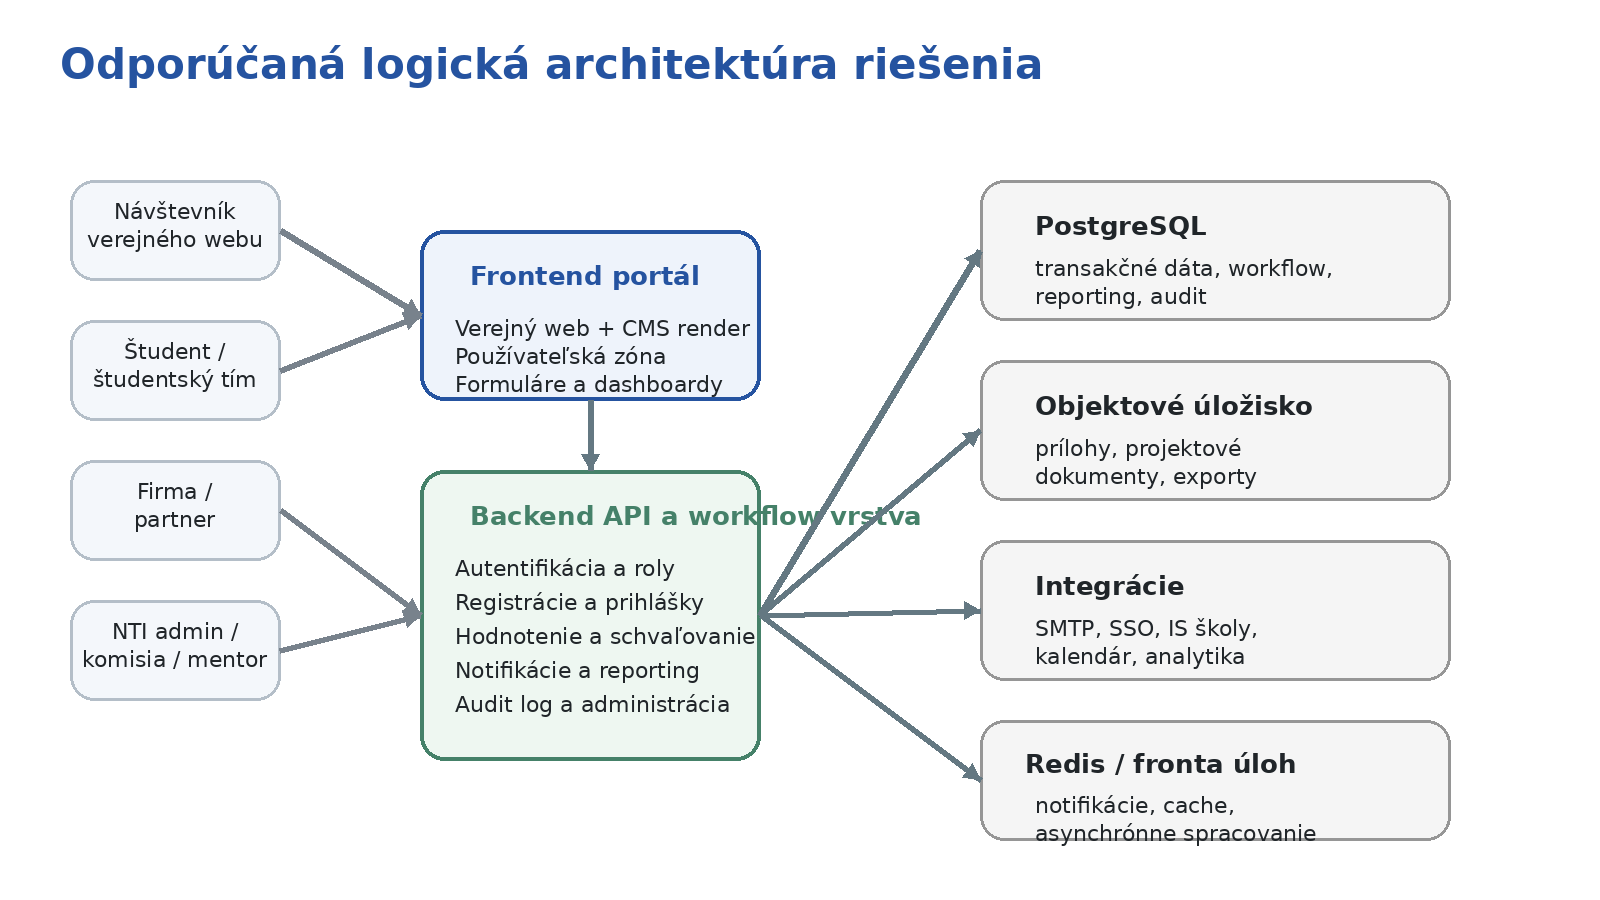 Odporúčaná logická architektúra riešenia
Návštevník
verejného webu
Študent /
študentský tím
Firma /
partner
NTI admin /
komisia / mentor
Frontend portál
Verejný web + CMS render
Používateľská zóna
Formuláre a dashboardy
Backend API a workflow vrstva
Autentifikácia a roly
Registrácie a prihlášky
Hodnotenie a schvaľovanie
Notifikácie a reporting
Audit log a administrácia
PostgreSQL
transakčné dáta, workflow,
reporting, audit
Objektové úložisko
prílohy, projektové
dokumenty, exporty
Integrácie
SMTP, SSO, IS školy,
kalendár, analytika
Redis / fronta úloh
notifikácie, cache,
asynchrónne spracovanie